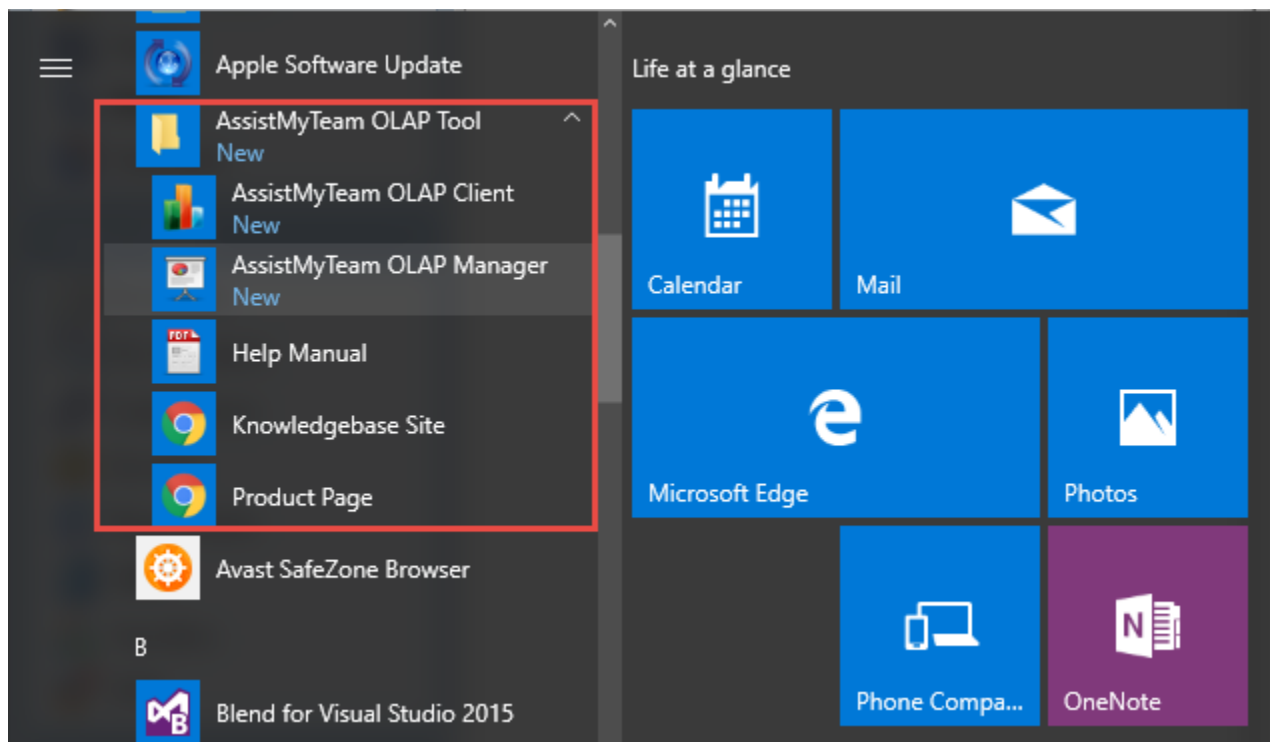 Apple Software Update
AssistMyTeam OLAP Tool
New
AssistMyTeam OLAP Client
New
AssistMyTeam OLAP Manager
New
Help Manual
Knowledgebase Site
Product Page
Avast SafeZone Browser
B
Blend for Visual Studio 2015
Life at a glance
Calendar
Mail
Microsoft Edge
Photos
Phone Compa...
OneNote